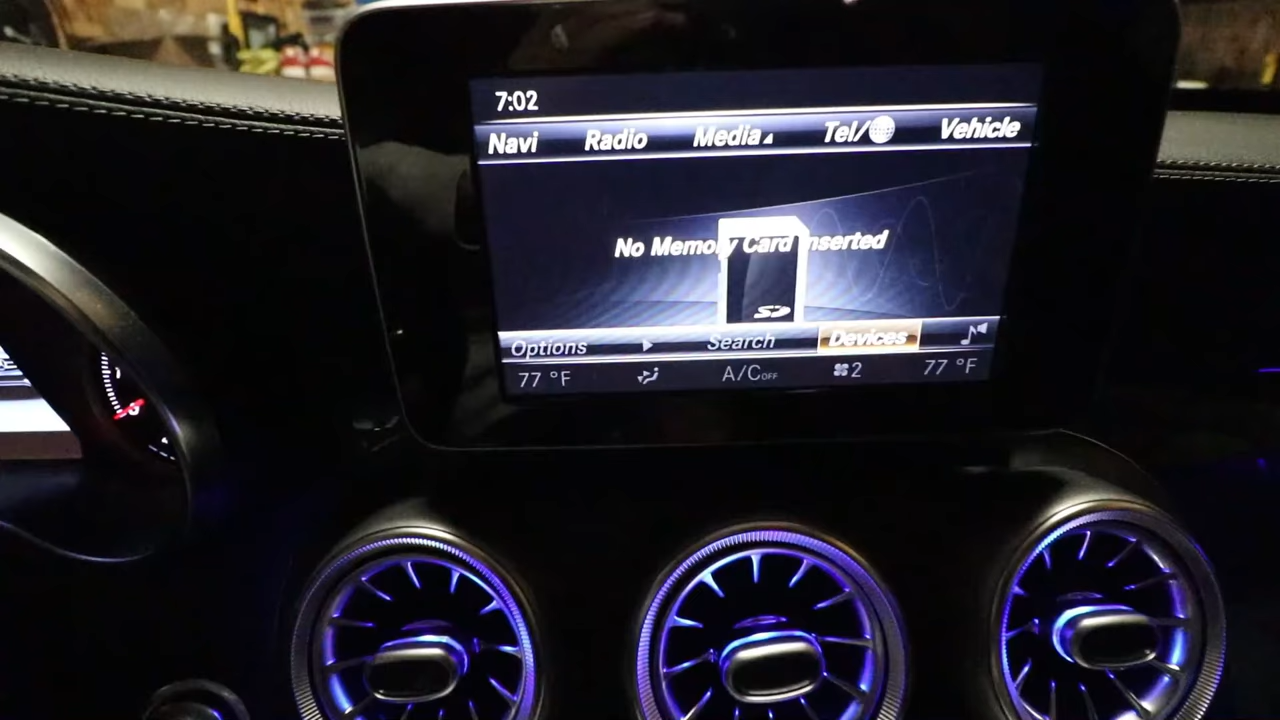 7:02
Navi Radio Media Tel/ Vehicle
No Memory Card Inserted
SD
Options Search Devices
77 °F A/C OFF 2 77 °F